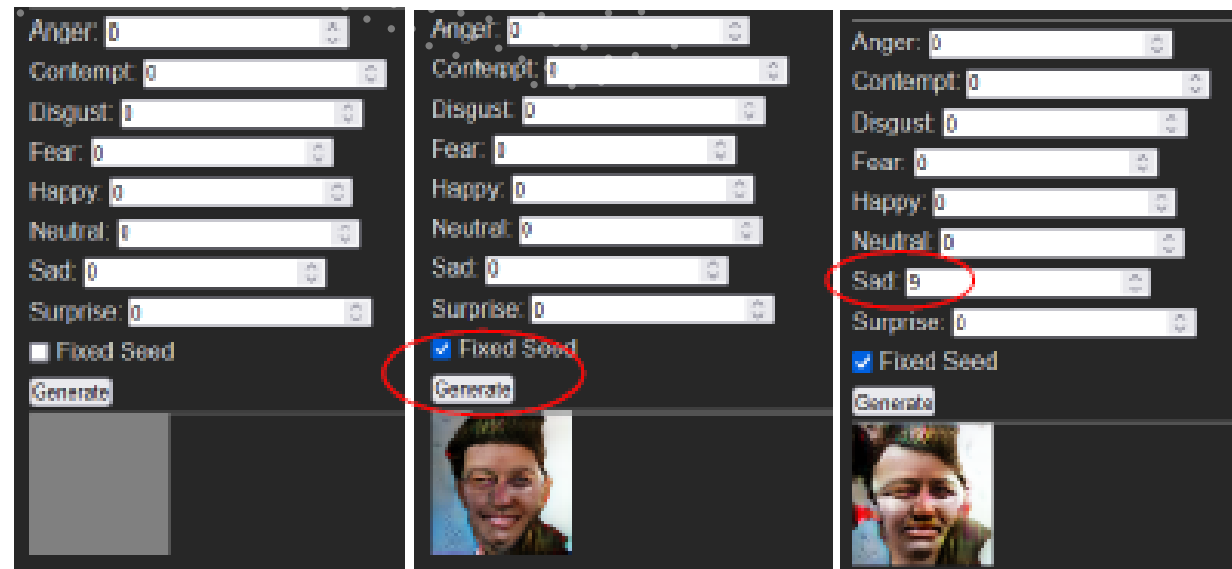 Anger: 0
Contempt: 0
Disgust: 0
Fear: 0
Happy: 0
Neutral: 0
Sad: 0
Surprise: 0
Fixed Seed
Generate
Anger: 0
Contempt: 0
Disgust: 0
Fear: 0
Happy: 0
Neutral: 0
Sad: 0
Surprise: 0
Fixed Seed
Generate
Anger: 0
Contempt: 0
Disgust: 0
Fear: 0
Happy: 0
Neutral: 0
Sad: 9
Surprise: 0
Fixed Seed
Generate